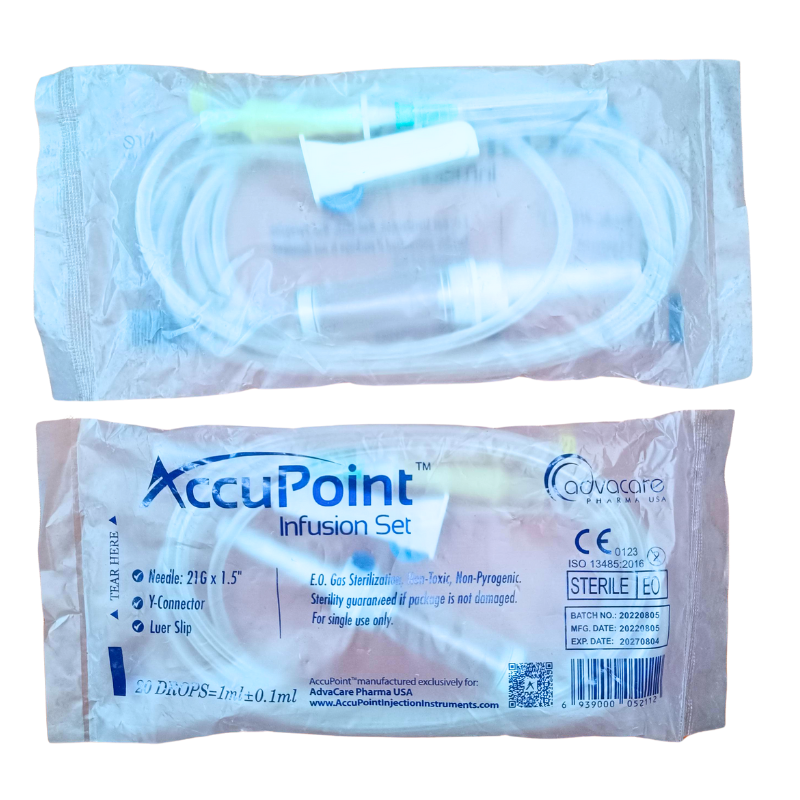 AccuPoint™
Infusion Set
advacare
PHARMA USA
CE 0123
ISO 13485:2016
STERILE EO
▲ TEAR HERE ▲
Needle: 21G x 1.5"
Y-Connector
Luer Slip
E.O. Gas Sterilization, Non-Toxic, Non-Pyrogenic.
Sterility guaranteed if package is not damaged.
For single use only.
BATCH NO.: 20220805
MFG. DATE: 20220805
EXP. DATE: 20270804
20 DROPS=1ml±0.1ml
AccuPoint™manufactured exclusively for:
AdvaCare Pharma USA
www.AccuPointInjectionInstruments.com
6 939000 052112